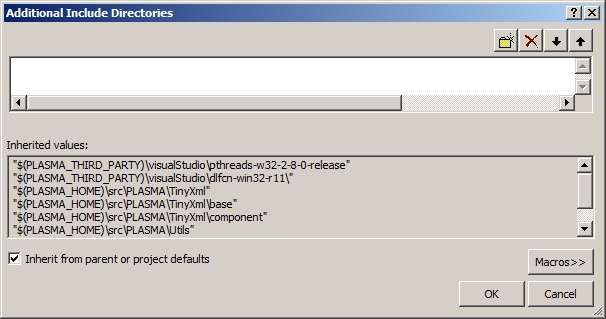 Additional Include Directories
Inherited values:
"$(PLASMA_THIRD_PARTY)\visualStudio\pthreads-w32-2-8-0-release"
"$(PLASMA_THIRD_PARTY)\visualStudio\dlfcn-win32-r11\"
"$(PLASMA_HOME)\src\PLASMA\TinyXml"
"$(PLASMA_HOME)\src\PLASMA\TinyXml\base"
"$(PLASMA_HOME)\src\PLASMA\TinyXml\component"
"$(PLASMA_HOME)\src\PLASMA\Utils"
Inherit from parent or project defaults
Macros>>
OK
Cancel